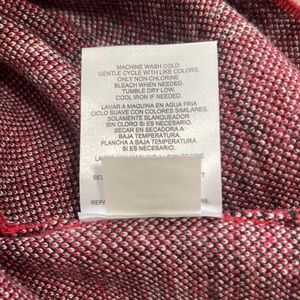 MACHINE WASH COLD
GENTLE CYCLE WITH LIKE COLORS.
ONLY NON-CHLORINE
BLEACH WHEN NEEDED.
TUMBLE DRY LOW.
COOL IRON IF NEEDED.
LAVAR A MAQUINA EN AGUA FRIA
CICLO SUAVE CON COLORES SIMILARES.
SOLAMENTE BLANQUEADOR
SIN CLORO SI ES NECESARIO.
SECAR EN SECADORA A
BAJA TEMPERATURA.
PLANCHA A BAJA TEMPERATURA
SI ES NECESARIO.